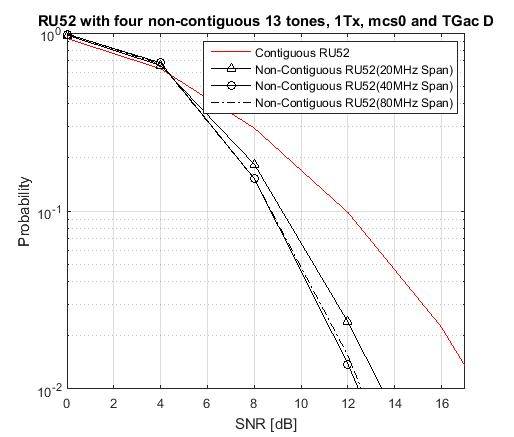 RU52 with four non-contiguous 13 tones, 1Tx, mcs0 and TGac D
Contiguous RU52
Non-Contiguous RU52(20MHz Span)
Non-Contiguous RU52(40MHz Span)
Non-Contiguous RU52(80MHz Span)
Probability
10^0
10^-1
10^-2
0 2 4 6 8 10 12 14 16
SNR [dB]